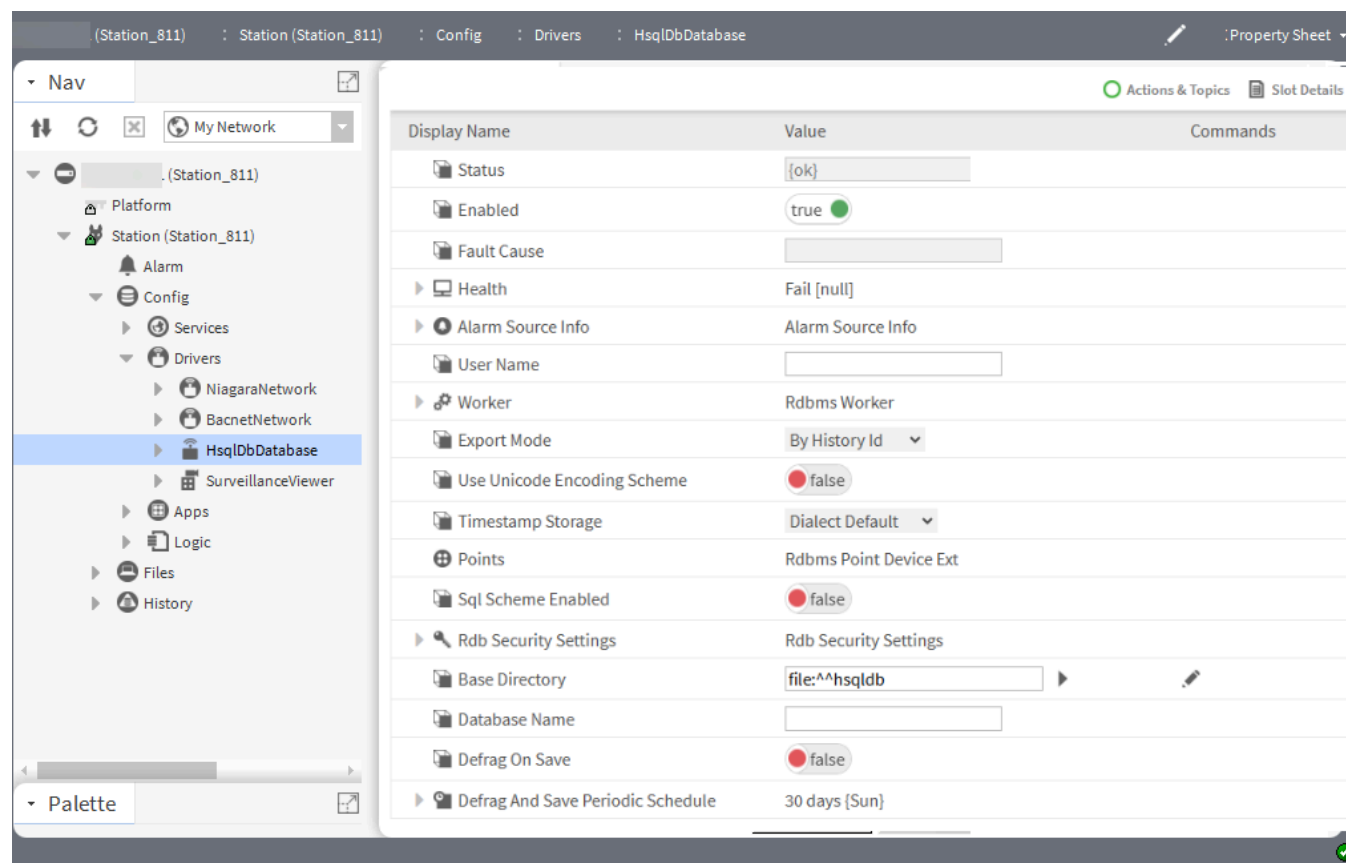 (Station_811) : Station (Station_811) : Config : Drivers : HsqlDbDatabase :Property Sheet
Nav
My Network
. (Station_811)
Platform
Station (Station_811)
Alarm
Config
Services
Drivers
NiagaraNetwork
BacnetNetwork
HsqlDbDatabase
SurveillanceViewer
Apps
Logic
Files
History
Palette
Actions & Topics Slot Details
Display Name Value Commands
Status {ok}
Enabled true
Fault Cause
Health Fail [null]
Alarm Source Info Alarm Source Info
User Name
Worker Rdbms Worker
Export Mode By History Id
Use Unicode Encoding Scheme false
Timestamp Storage Dialect Default
Points Rdbms Point Device Ext
Sql Scheme Enabled false
Rdb Security Settings Rdb Security Settings
Base Directory file:^^hsqldb
Database Name
Defrag On Save false
Defrag And Save Periodic Schedule 30 days {Sun}